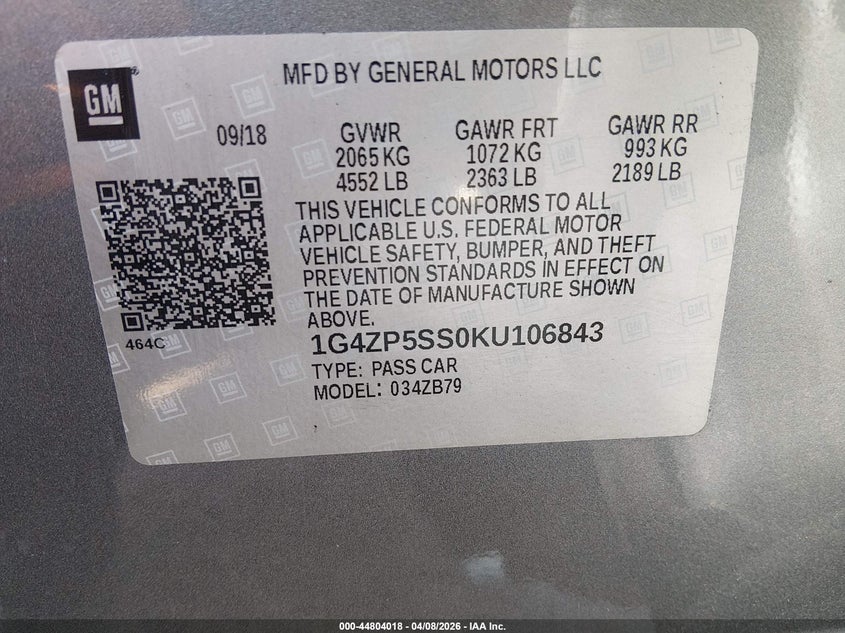 MFD BY GENERAL MOTORS LLC
GM
09/18
GVWR GAWR FRT GAWR RR
2065 KG 1072 KG 993 KG
4552 LB 2363 LB 2189 LB
THIS VEHICLE CONFORMS TO ALL
APPLICABLE U.S. FEDERAL MOTOR
VEHICLE SAFETY, BUMPER, AND THEFT
PREVENTION STANDARDS IN EFFECT ON
THE DATE OF MANUFACTURE SHOWN
ABOVE.
464C
1G4ZP5SS0KU106843
TYPE: PASS CAR
MODEL: 034ZB79
000-44804018 - 04/08/2026 - IAA Inc.